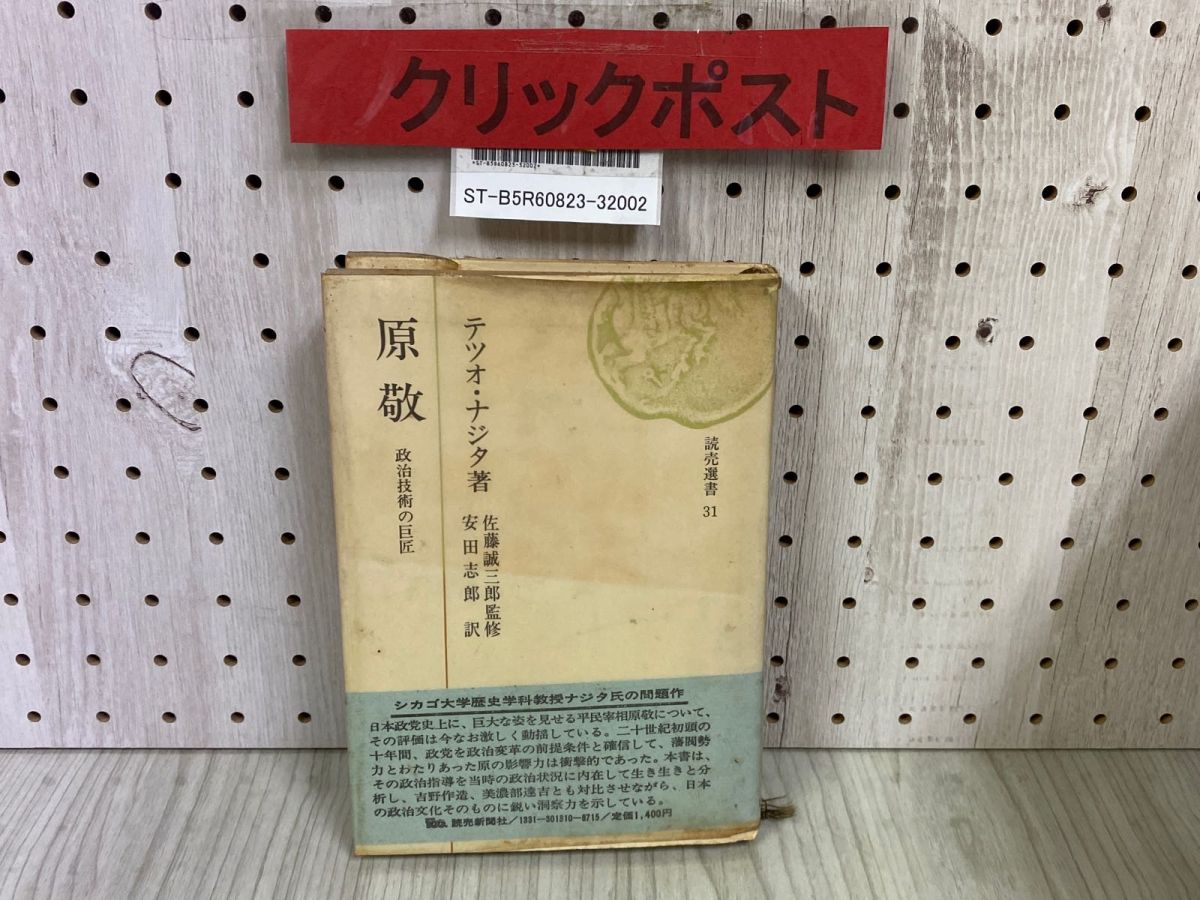 クリックポスト
*ST-B5R60823-32002*
ST-B5R60823-32002
原敬
政治技術の巨匠
テツオ・ナジタ著
佐藤誠三郎監修
安田志郎訳
読売選書
31
シカゴ大学歴史学科教授ナジタ氏の問題作
日本政党史上に、巨大な姿を見せる平民宰相原敬について、
その評価は今なお激しく動揺している。二十世紀初頭の
十年間、政党を政治変革の前提条件と確信して、藩閥勢
力とわたりあった原の影響力は衝撃的であった。本書は、
その政治指導を当時の政治状況に内在して生き生きと分
析し、吉野作造、美濃部達吉とも対比させながら、日本
の政治文化そのものに鋭い洞察力を示している。
読売新聞社/1331-301310-8715/定価1,400円